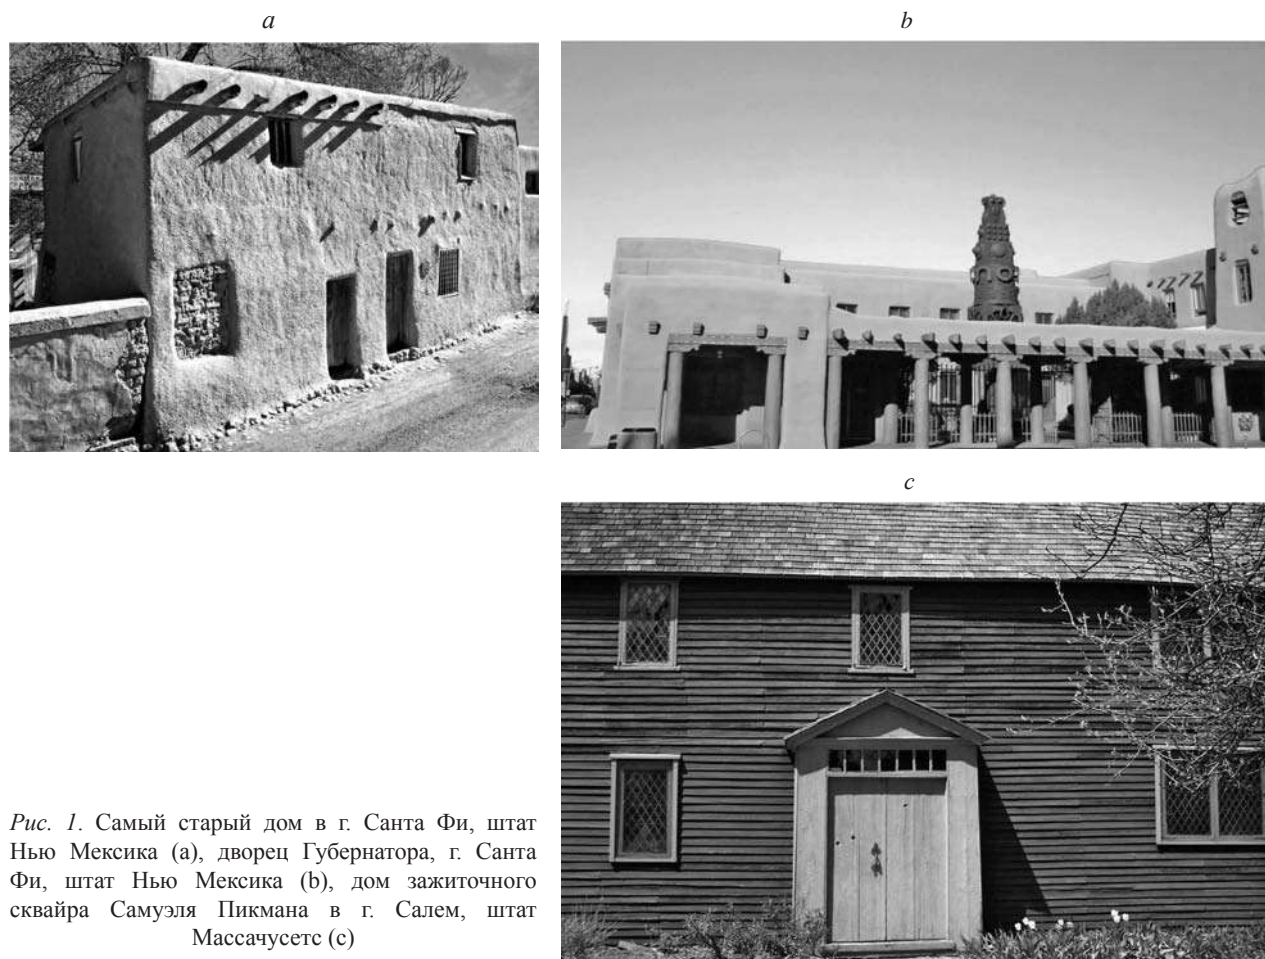 a
b
c
Рис. 1. Самый старый дом в г. Санта Фи, штат
Нью Мексика (a), дворец Губернатора, г. Санта
Фи, штат Нью Мексика (b), дом зажиточного
сквайра Самуэля Пикмана в г. Салем, штат
Массачусетс (c)